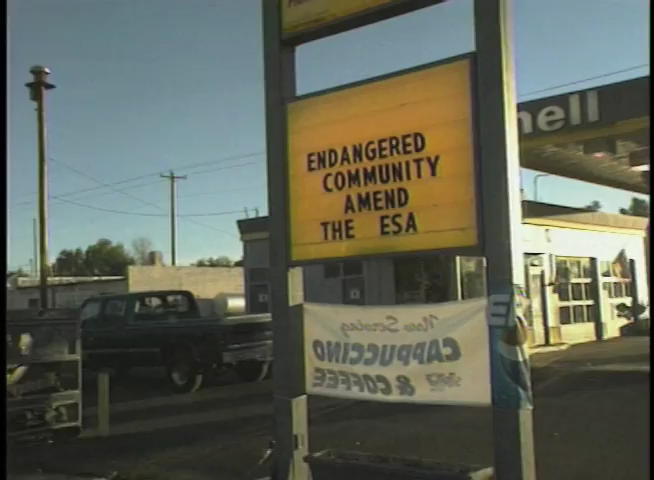 ENDANGERED
COMMUNITY
AMEND
THE ESA
hell
Now Serving
CAPPUCCINO
& COFFEE